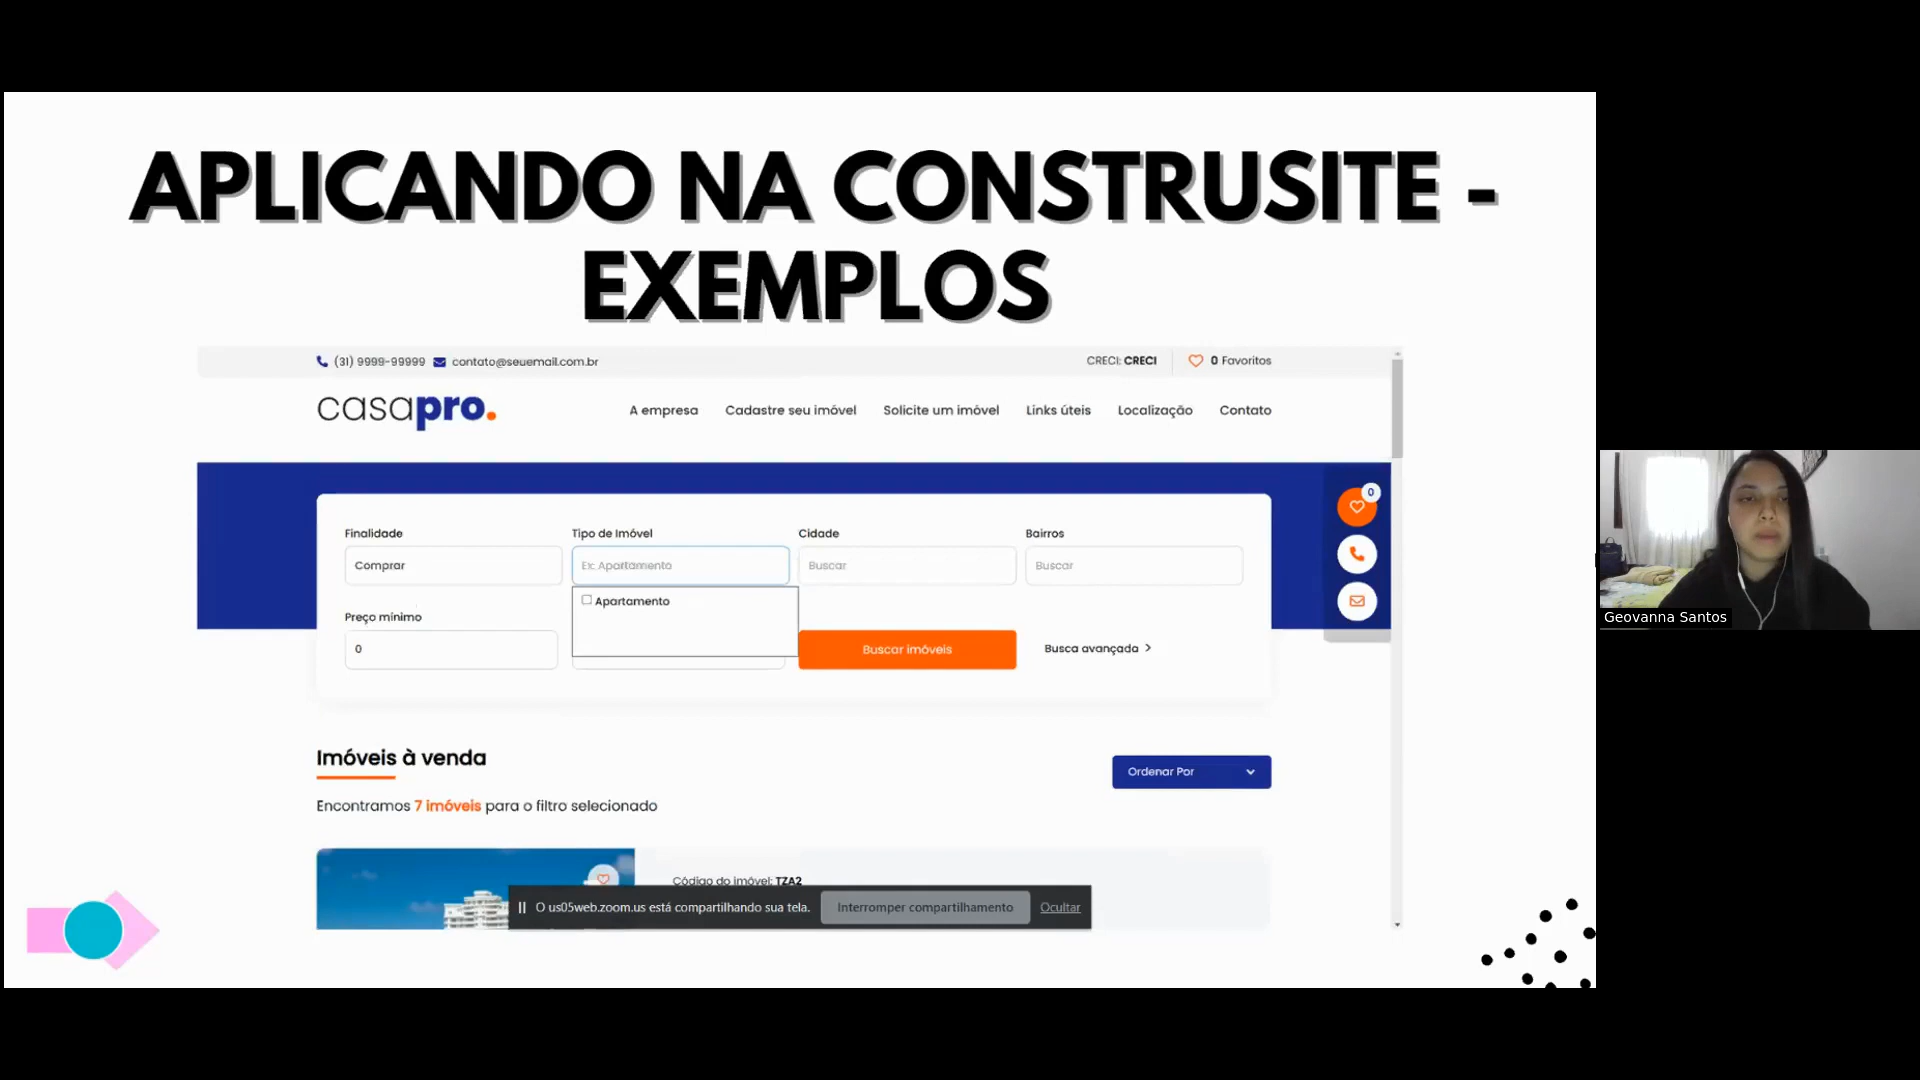 APLICANDO NA CONSTRUSITE -
EXEMPLOS
(31) 9999-99999 contato@seuemail.com.br CRECI: CRECI 0 Favoritos
casapro. A empresa Cadastre seu imóvel Solicite um imóvel Links úteis Localização Contato
0
Finalidade Tipo de Imóvel Cidade Bairros
Comprar Ex: Apartamento Buscar Buscar
Apartamento
Preço mínimo
0 Buscar imóveis Busca avançada >
Geovanna Santos
Imóveis à venda
Ordenar Por
Encontramos 7 imóveis para o filtro selecionado
Código do imóvel: TZA2
O us05web.zoom.us está compartilhando sua tela. Interromper compartilhamento Ocultar